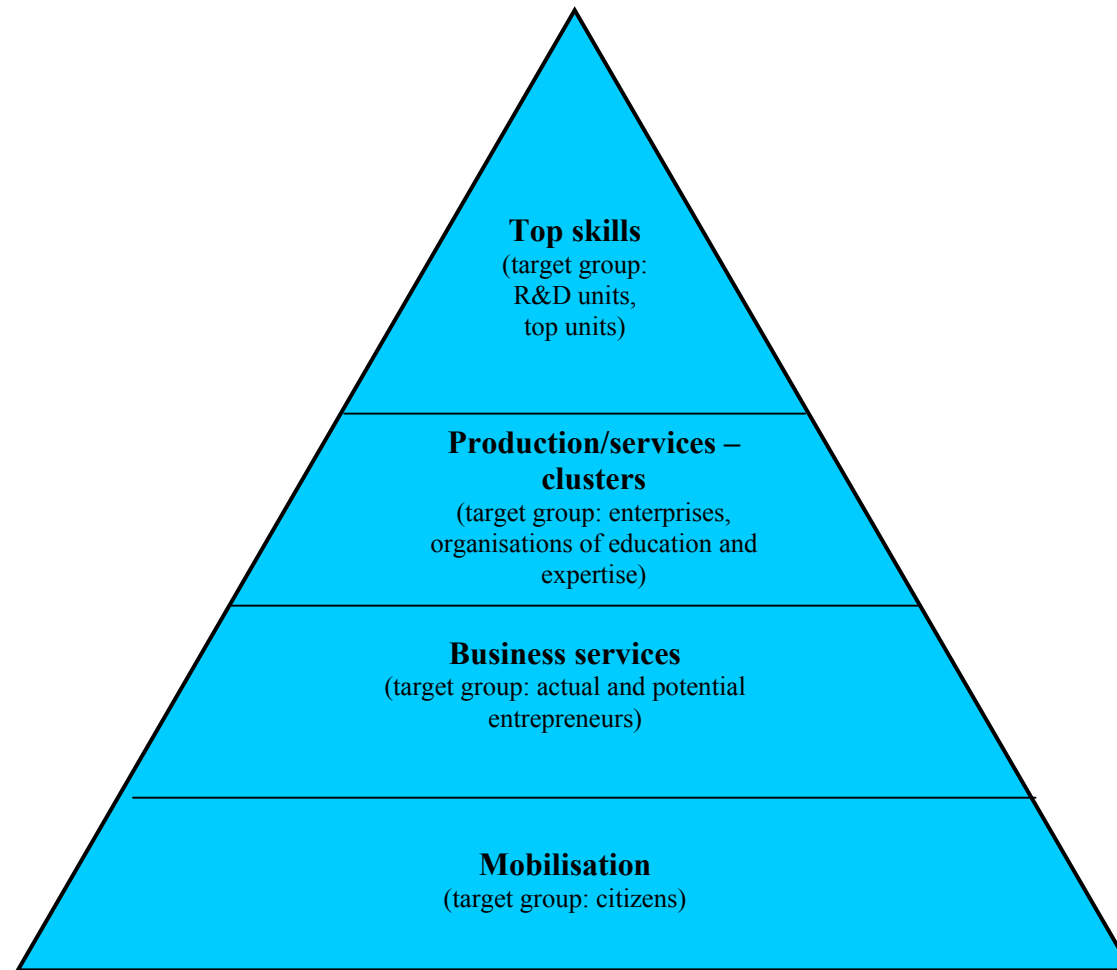 Top skills
(target group:
R&D units,
top units)
Production/services –
clusters
(target group: enterprises,
organisations of education and
expertise)
Business services
(target group: actual and potential
entrepreneurs)
Mobilisation
(target group: citizens)